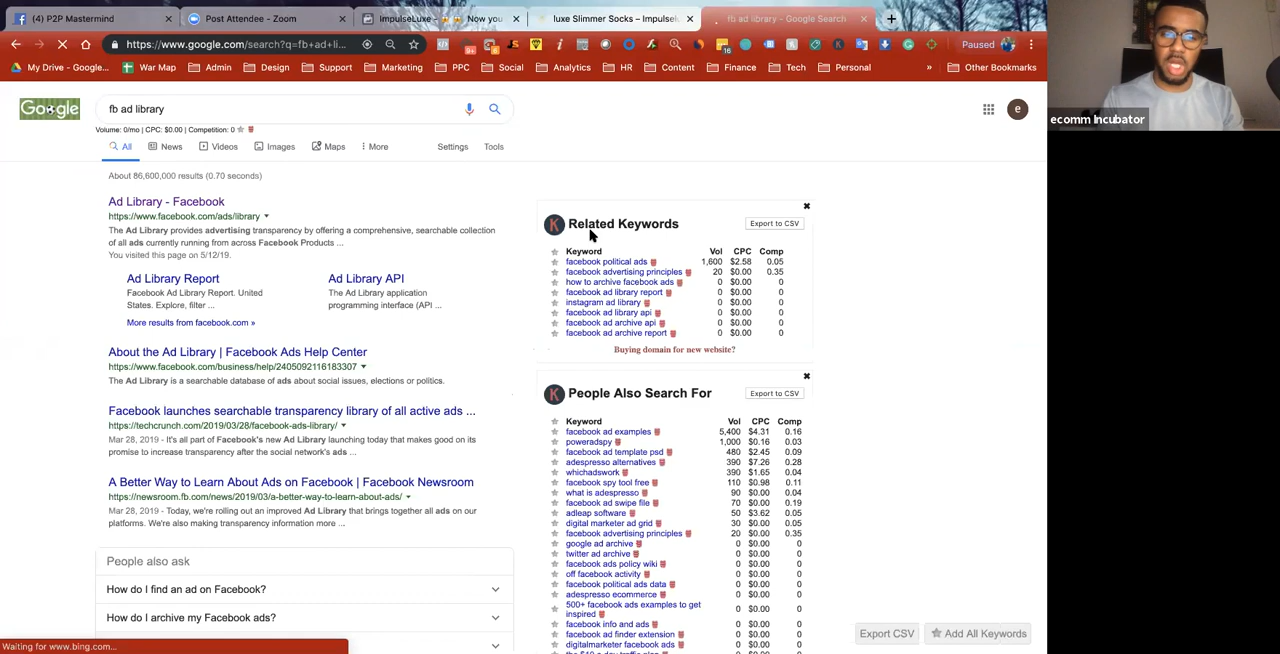 (4) P2P Mastermind
Post Attendee - Zoom
ImpulseLuxe - Now you
luxe Slimmer Socks – Impulsel
fb ad library - Google Search
https://www.google.com/search?q=fb+ad+li...
Paused
My Drive - Google...
War Map
Admin
Design
Support
Marketing
PPC
Social
Analytics
HR
Content
Finance
Tech
Personal
»
Other Bookmarks
ecomm Incubator
Google
fb ad library
e
Volume: 0/mo | CPC: $0.00 | Competition: 0
All
News
Videos
Images
Maps
More
Settings
Tools
About 86,600,000 results (0.70 seconds)
Ad Library - Facebook
https://www.facebook.com/ads/library
The Ad Library provides advertising transparency by offering a comprehensive, searchable collection
of all ads currently running from across Facebook Products ...
You visited this page on 5/12/19.
Ad Library Report
Facebook Ad Library Report. United
States. Explore, filter ...
Ad Library API
The Ad Library application
programming interface (API ...
More results from facebook.com »
About the Ad Library | Facebook Ads Help Center
https://www.facebook.com/business/help/2405092116183307
The Ad Library is a searchable database of ads about social issues, elections or politics.
Facebook launches searchable transparency library of all active ads ...
https://techcrunch.com/2019/03/28/facebook-ads-library/
Mar 28, 2019 - It's all part of Facebook's new Ad Library launching today that makes good on its
promise to increase transparency after the social network's ads ...
A Better Way to Learn About Ads on Facebook | Facebook Newsroom
https://newsroom.fb.com/news/2019/03/a-better-way-to-learn-about-ads/
Mar 28, 2019 - Today, we're rolling out an improved Ad Library that brings together all ads on our
platforms. We're also making transparency information more ...
People also ask
How do I find an ad on Facebook?
How do I archive my Facebook ads?
Waiting for www.bing.com...
K Related Keywords
Export to CSV
Keyword Vol CPC Comp
facebook political ads 1,600 $2.58 0.05
facebook advertising principles 20 $0.00 0.35
how to archive facebook ads 0 $0.00 0
facebook ad library report 0 $0.00 0
instagram ad library 0 $0.00 0
facebook ad library api 0 $0.00 0
facebook ad archive api 0 $0.00 0
facebook ad archive report 0 $0.00 0
Buying domain for new website?
K People Also Search For
Export to CSV
Keyword Vol CPC Comp
facebook ad examples 5,400 $4.31 0.16
poweradspy 1,000 $0.16 0.03
facebook ad template psd 480 $2.45 0.09
adespresso alternatives 390 $7.26 0.28
whichadswork 390 $1.65 0.04
facebook spy tool free 110 $0.98 0.11
what is adespresso 90 $0.00 0.04
facebook ad swipe file 70 $0.00 0.19
adleap software 50 $3.62 0.05
digital marketer ad grid 30 $0.00 0.05
facebook advertising principles 20 $0.00 0.35
google ad archive 0 $0.00 0
twitter ad archive 0 $0.00 0
facebook ads policy wiki 0 $0.00 0
off facebook activity 0 $0.00 0
facebook political ads data 0 $0.00 0
adespresso ecommerce 0 $0.00 0
500+ facebook ads examples to get
inspired 0 $0.00 0
facebook info and ads 0 $0.00 0
facebook ad finder extension 0 $0.00 0
digitalmarketer facebook ads 0 $0.00 0
Export CSV
Add All Keywords